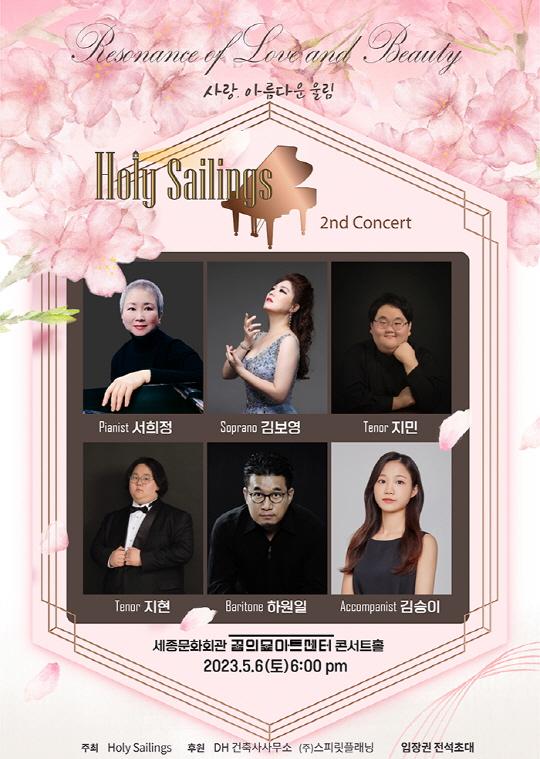 Resonance of Love and Beauty
사랑. 아름다운 울림
Holy Sailings
2nd Concert
Pianist 서희정 Soprano 김보영 Tenor 지민
Tenor 지현 Baritone 하원일 Accompanist 김송이
세종문화회관 꿈의숲아트센터 콘서트홀
2023.5.6(토)6:00 pm
주최 Holy Sailings 후원 DH 건축사사무소 (주)스피릿플래닝 입장권 전석초대